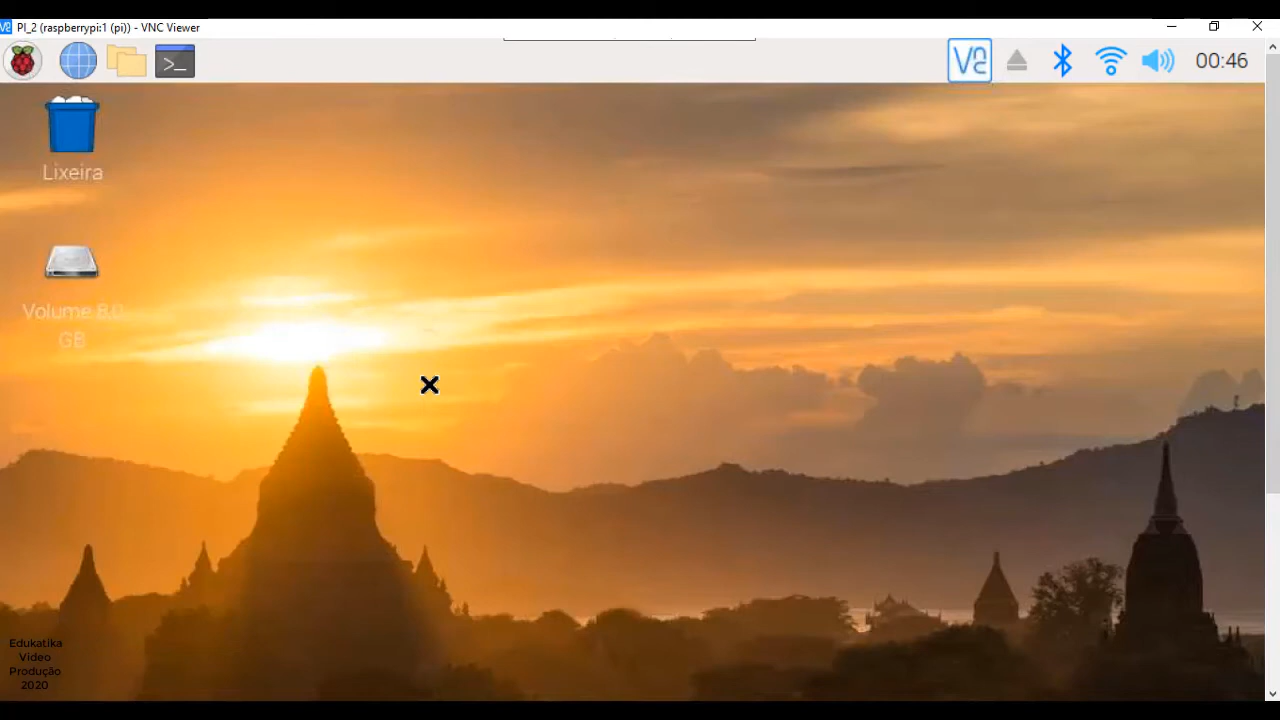 PI_2 (raspberrypi:1 (pi)) - VNC Viewer
>_
00:46
Lixeira
Volume 8.0
GB
Edukatika
Video
Produção
2020